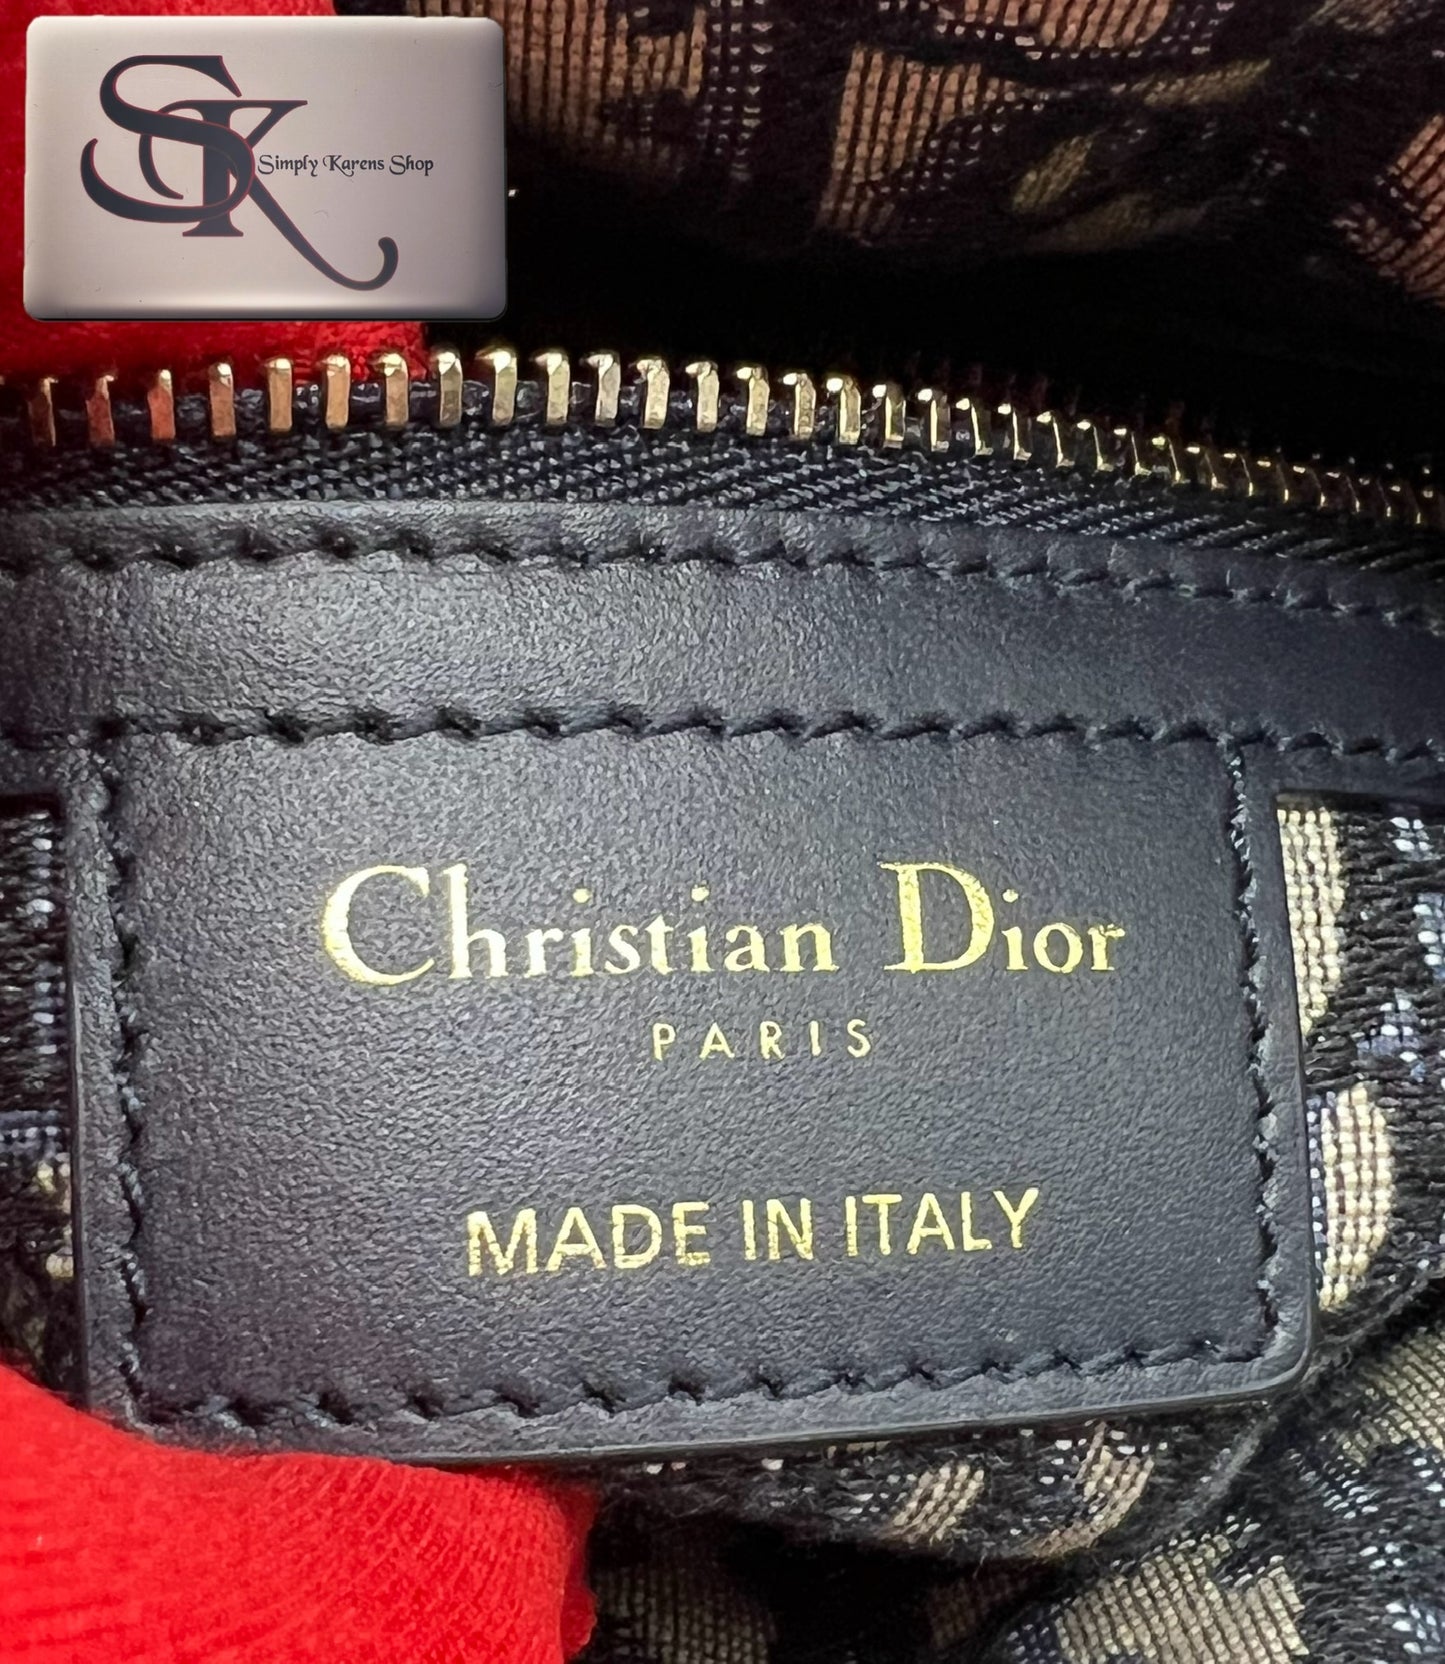 SK
Simply Karens Shop
Christian Dior
PARIS
MADE IN ITALY